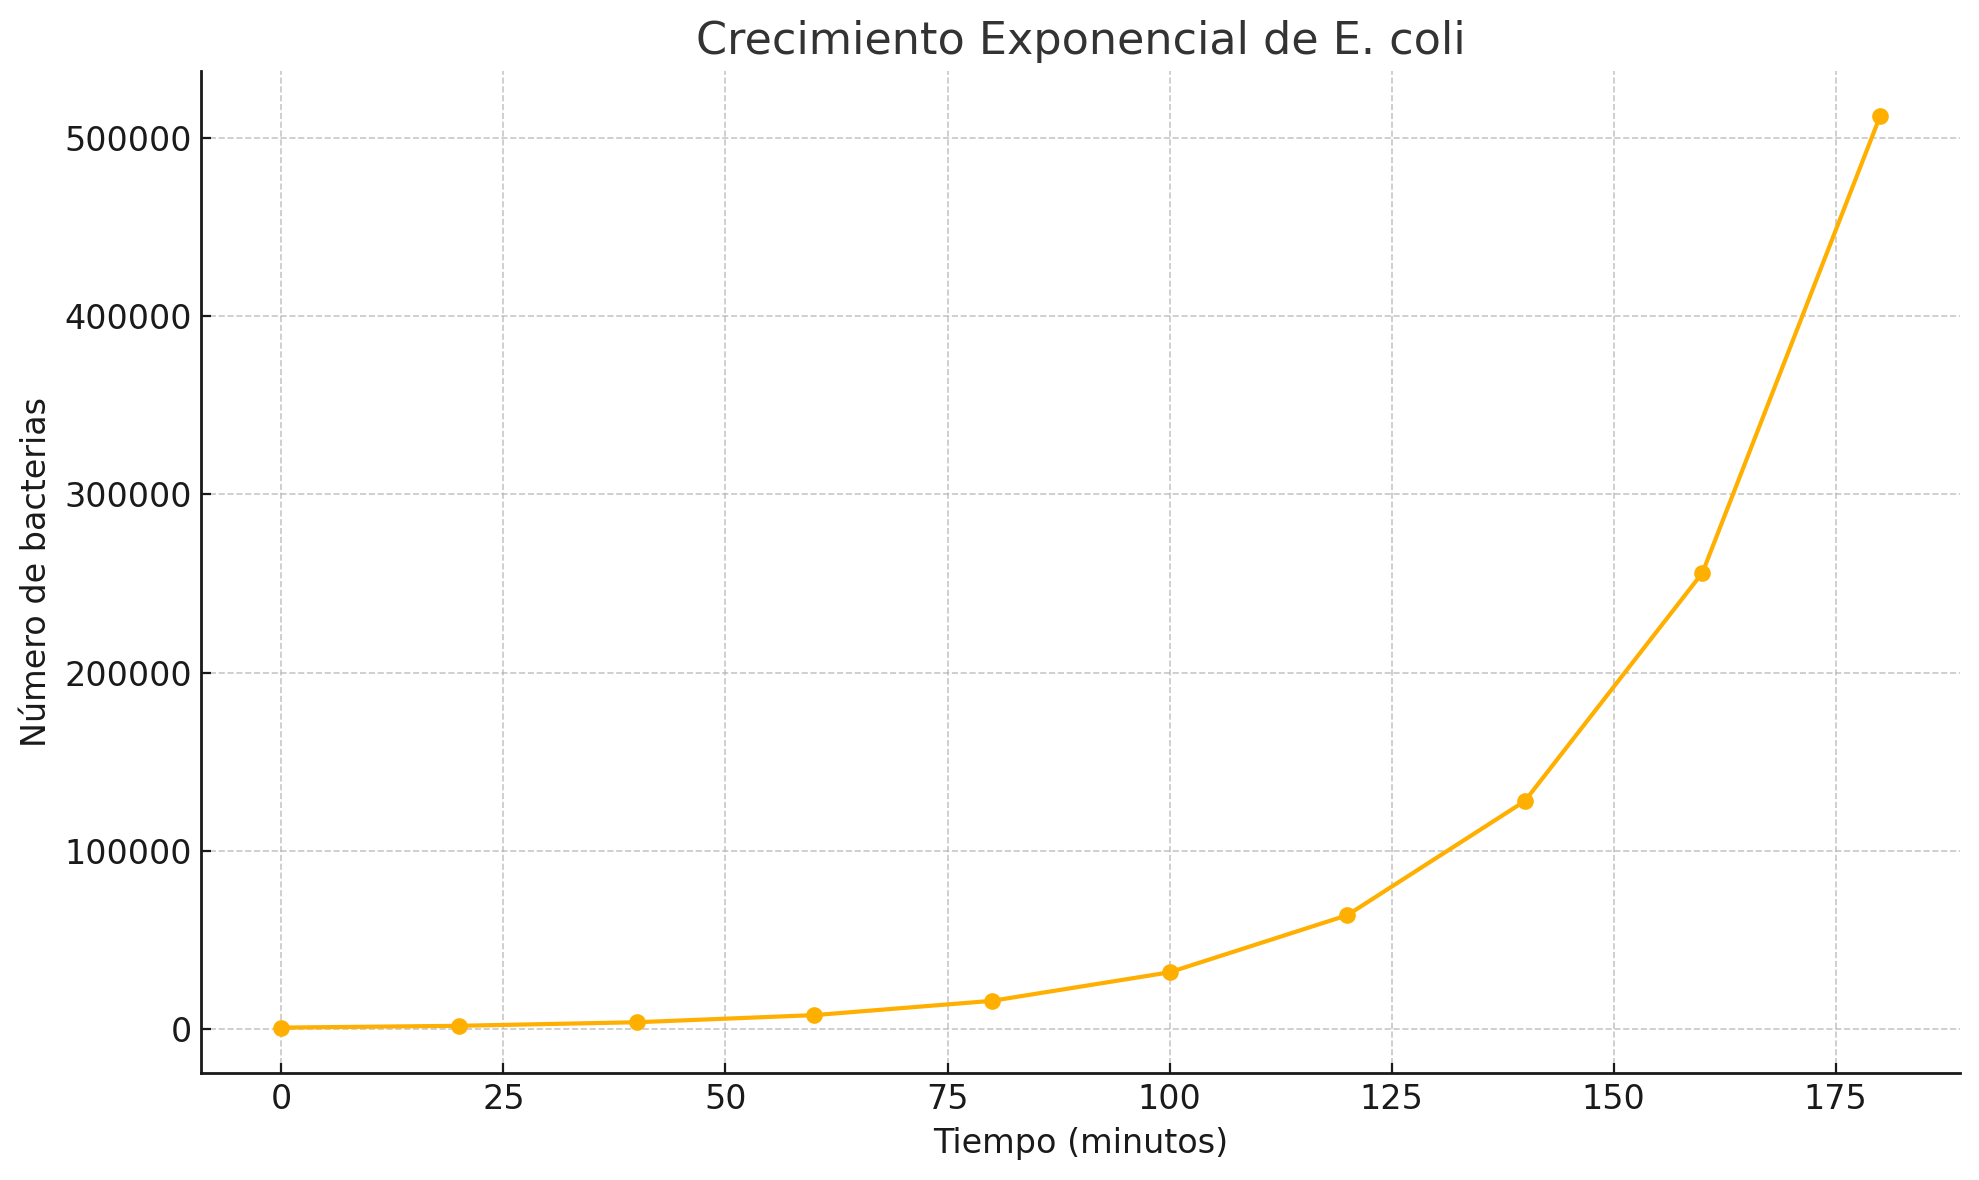 Crecimiento Exponencial de E. coli
Número de bacterias
500000
400000
300000
200000
100000
0
0 25 50 75 100 125 150 175
Tiempo (minutos)